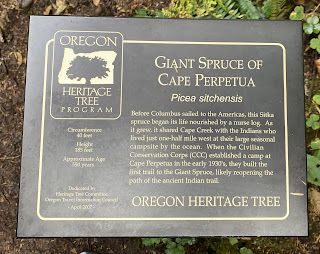 OREGON
HERITAGE
TREE
PROGRAM
Circumference
40 feet
Height
185 feet
Approximate Age
550 years
Dedicated by
Heritage Tree Committee,
Oregon Travel Information Council
- April 2007 -
GIANT SPRUCE OF
CAPE PERPETUA
Picea sitchensis
Before Columbus sailed to the Americas, this Sitka
spruce began its life nourished by a nurse log. As
it grew, it shared Cape Creek with the Indians who
lived just one-half mile west at their large seasonal
campsite by the ocean. When the Civilian
Conservation Corps (CCC) established a camp at
Cape Perpetua in the early 1930's, they built the
first trail to the Giant Spruce, likely reopening the
path of the ancient Indian trail.
OREGON HERITAGE TREE